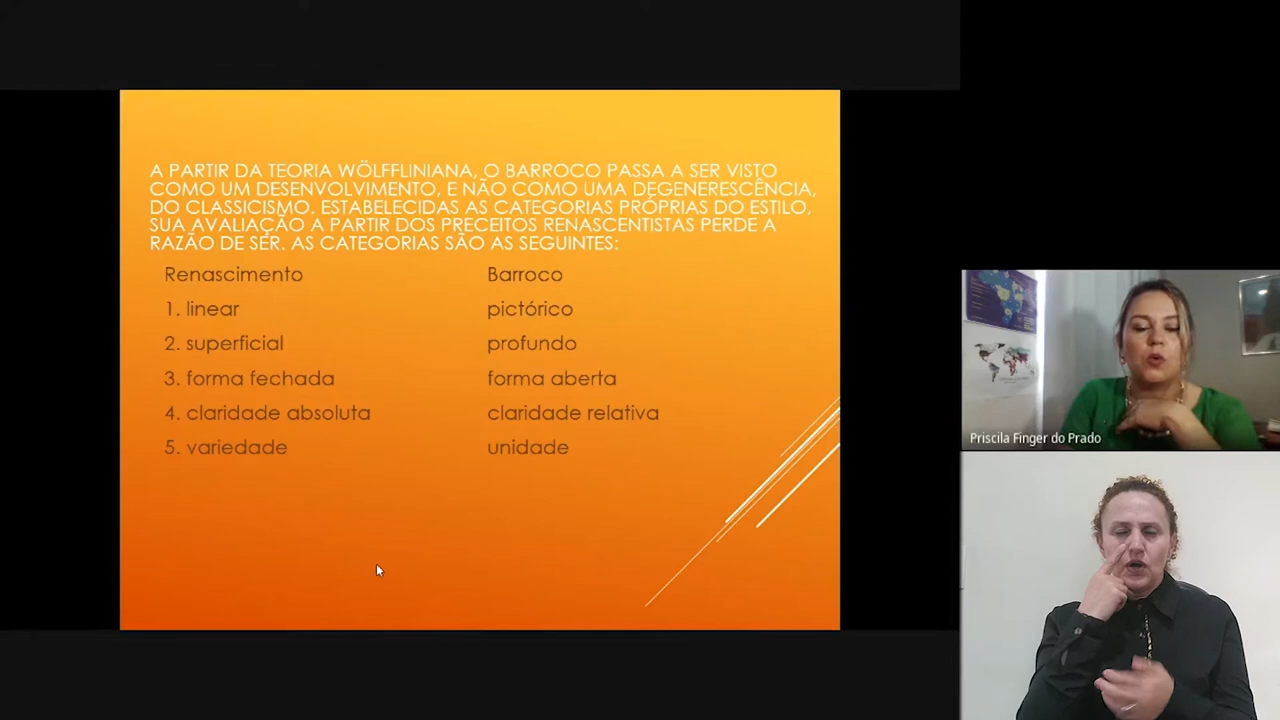 A PARTIR DA TEORIA WÖLFFLINIANA, O BARROCO PASSA A SER VISTO
COMO UM DESENVOLVIMENTO, E NÃO COMO UMA DEGENERESCÊNCIA,
DO CLASSICISMO. ESTABELECIDAS AS CATEGORIAS PRÓPRIAS DO ESTILO,
SUA AVALIAÇÃO A PARTIR DOS PRECEITOS RENASCENTISTAS PERDE A
RAZÃO DE SER. AS CATEGORIAS SÃO AS SEGUINTES:
Renascimento Barroco
1. linear pictórico
2. superficial profundo
3. forma fechada forma aberta
4. claridade absoluta claridade relativa
5. variedade unidade
Priscila Finger do Prado